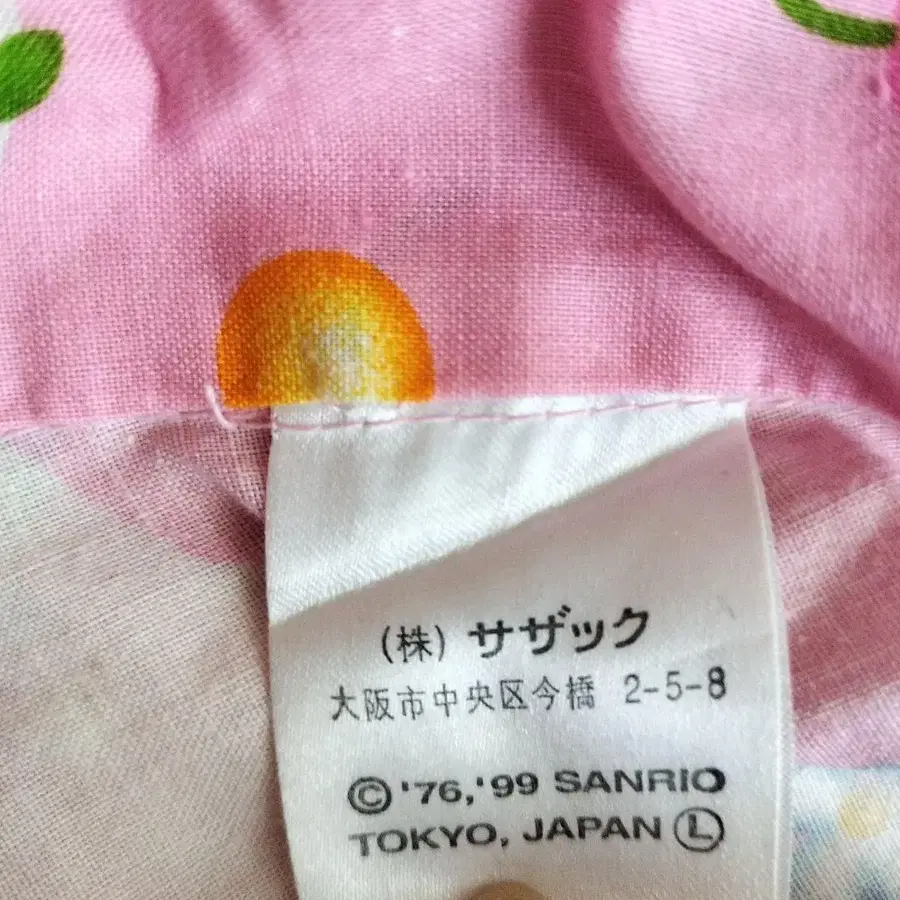 (株) サザック
大阪市中央区今橋 2-5-8
© '76,'99 SANRIO
TOKYO, JAPAN Ⓛ